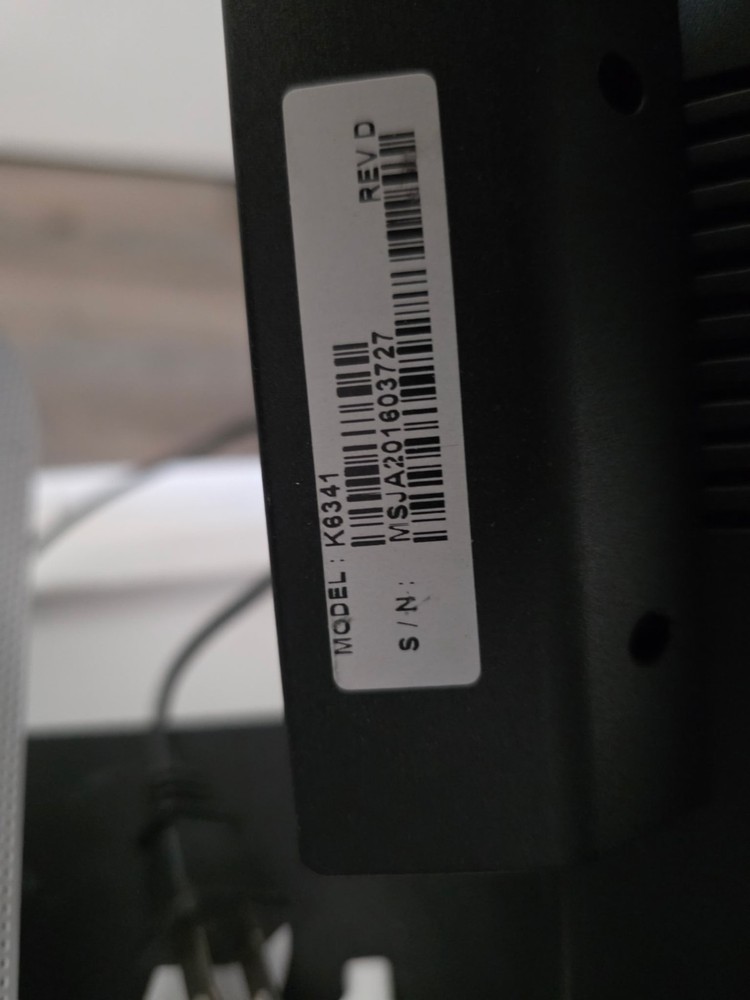 MODEL: K6341
REV D
S/N: MSJA201603727